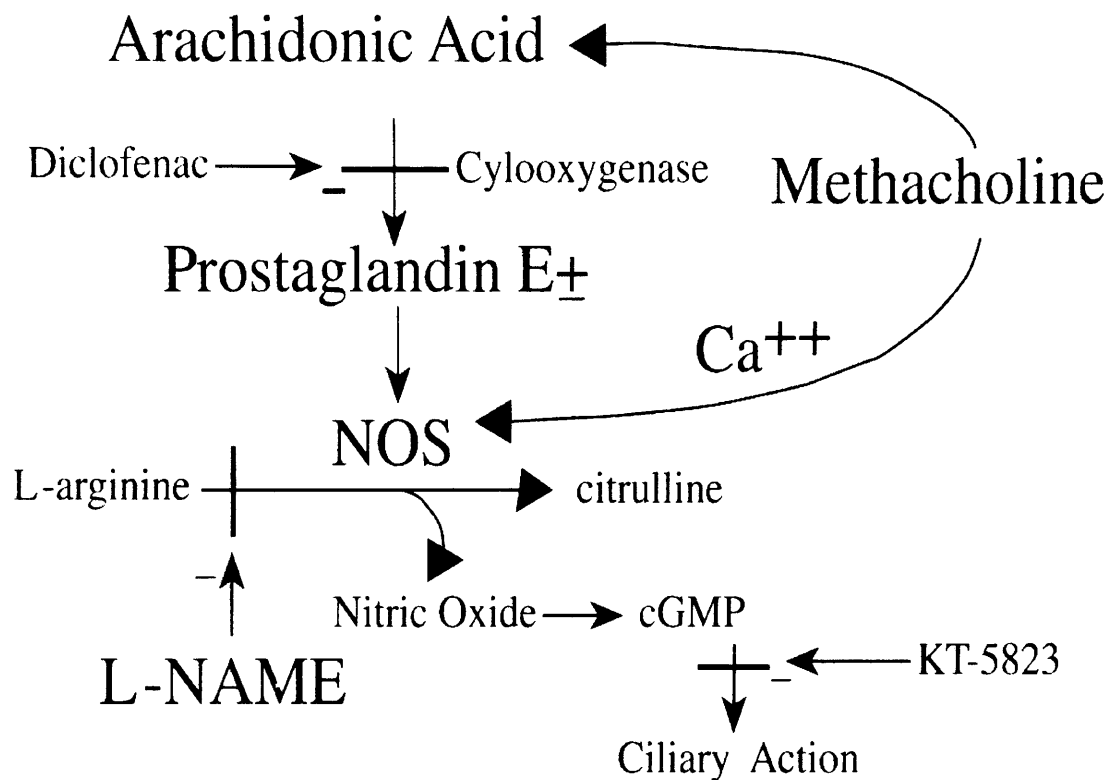 Arachidonic Acid
Diclofenac
Cylooxygenase
Methacholine
Prostaglandin E±
Ca++
NOS
L-arginine
citrulline
Nitric Oxide
cGMP
L-NAME
KT-5823
Ciliary Action